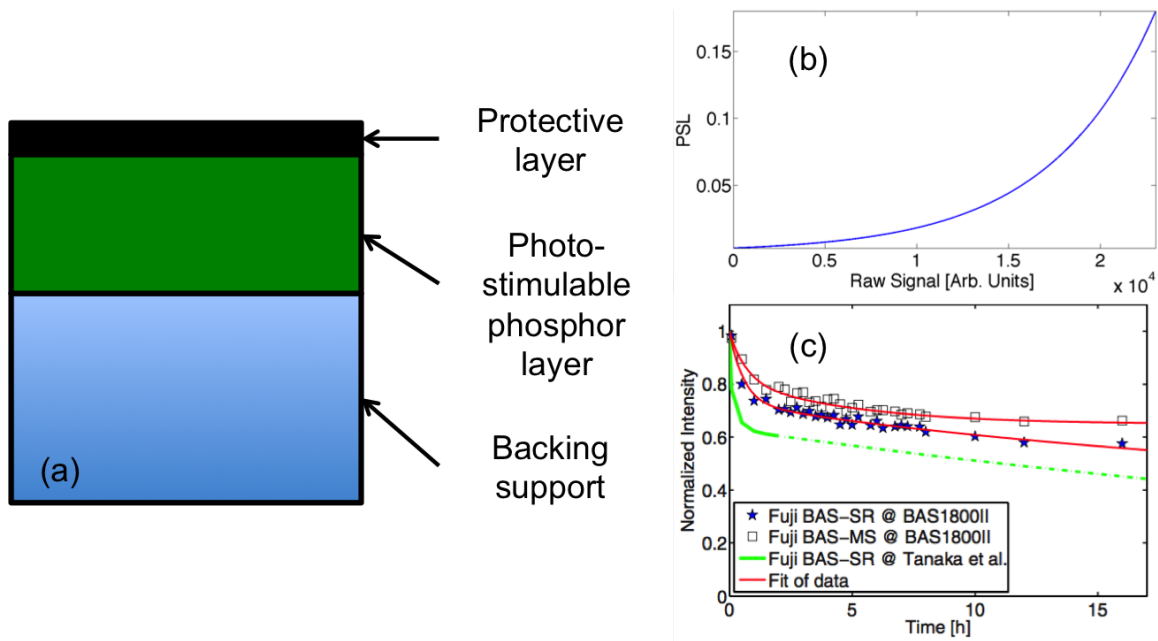 Protective
layer
Photo-
stimulable
phosphor
layer
Backing
support
(a)
(b)
0.15
0.1
0.05
PSL
0
0.5
1
1.5
2
Raw Signal [Arb. Units]
x 10⁴
(c)
1
0.8
0.6
0.4
0.2
0
Normalized Intensity
Fuji BAS-SR @ BAS1800II
Fuji BAS-MS @ BAS1800II
Fuji BAS-SR @ Tanaka et al.
Fit of data
0
5
10
15
Time [h]